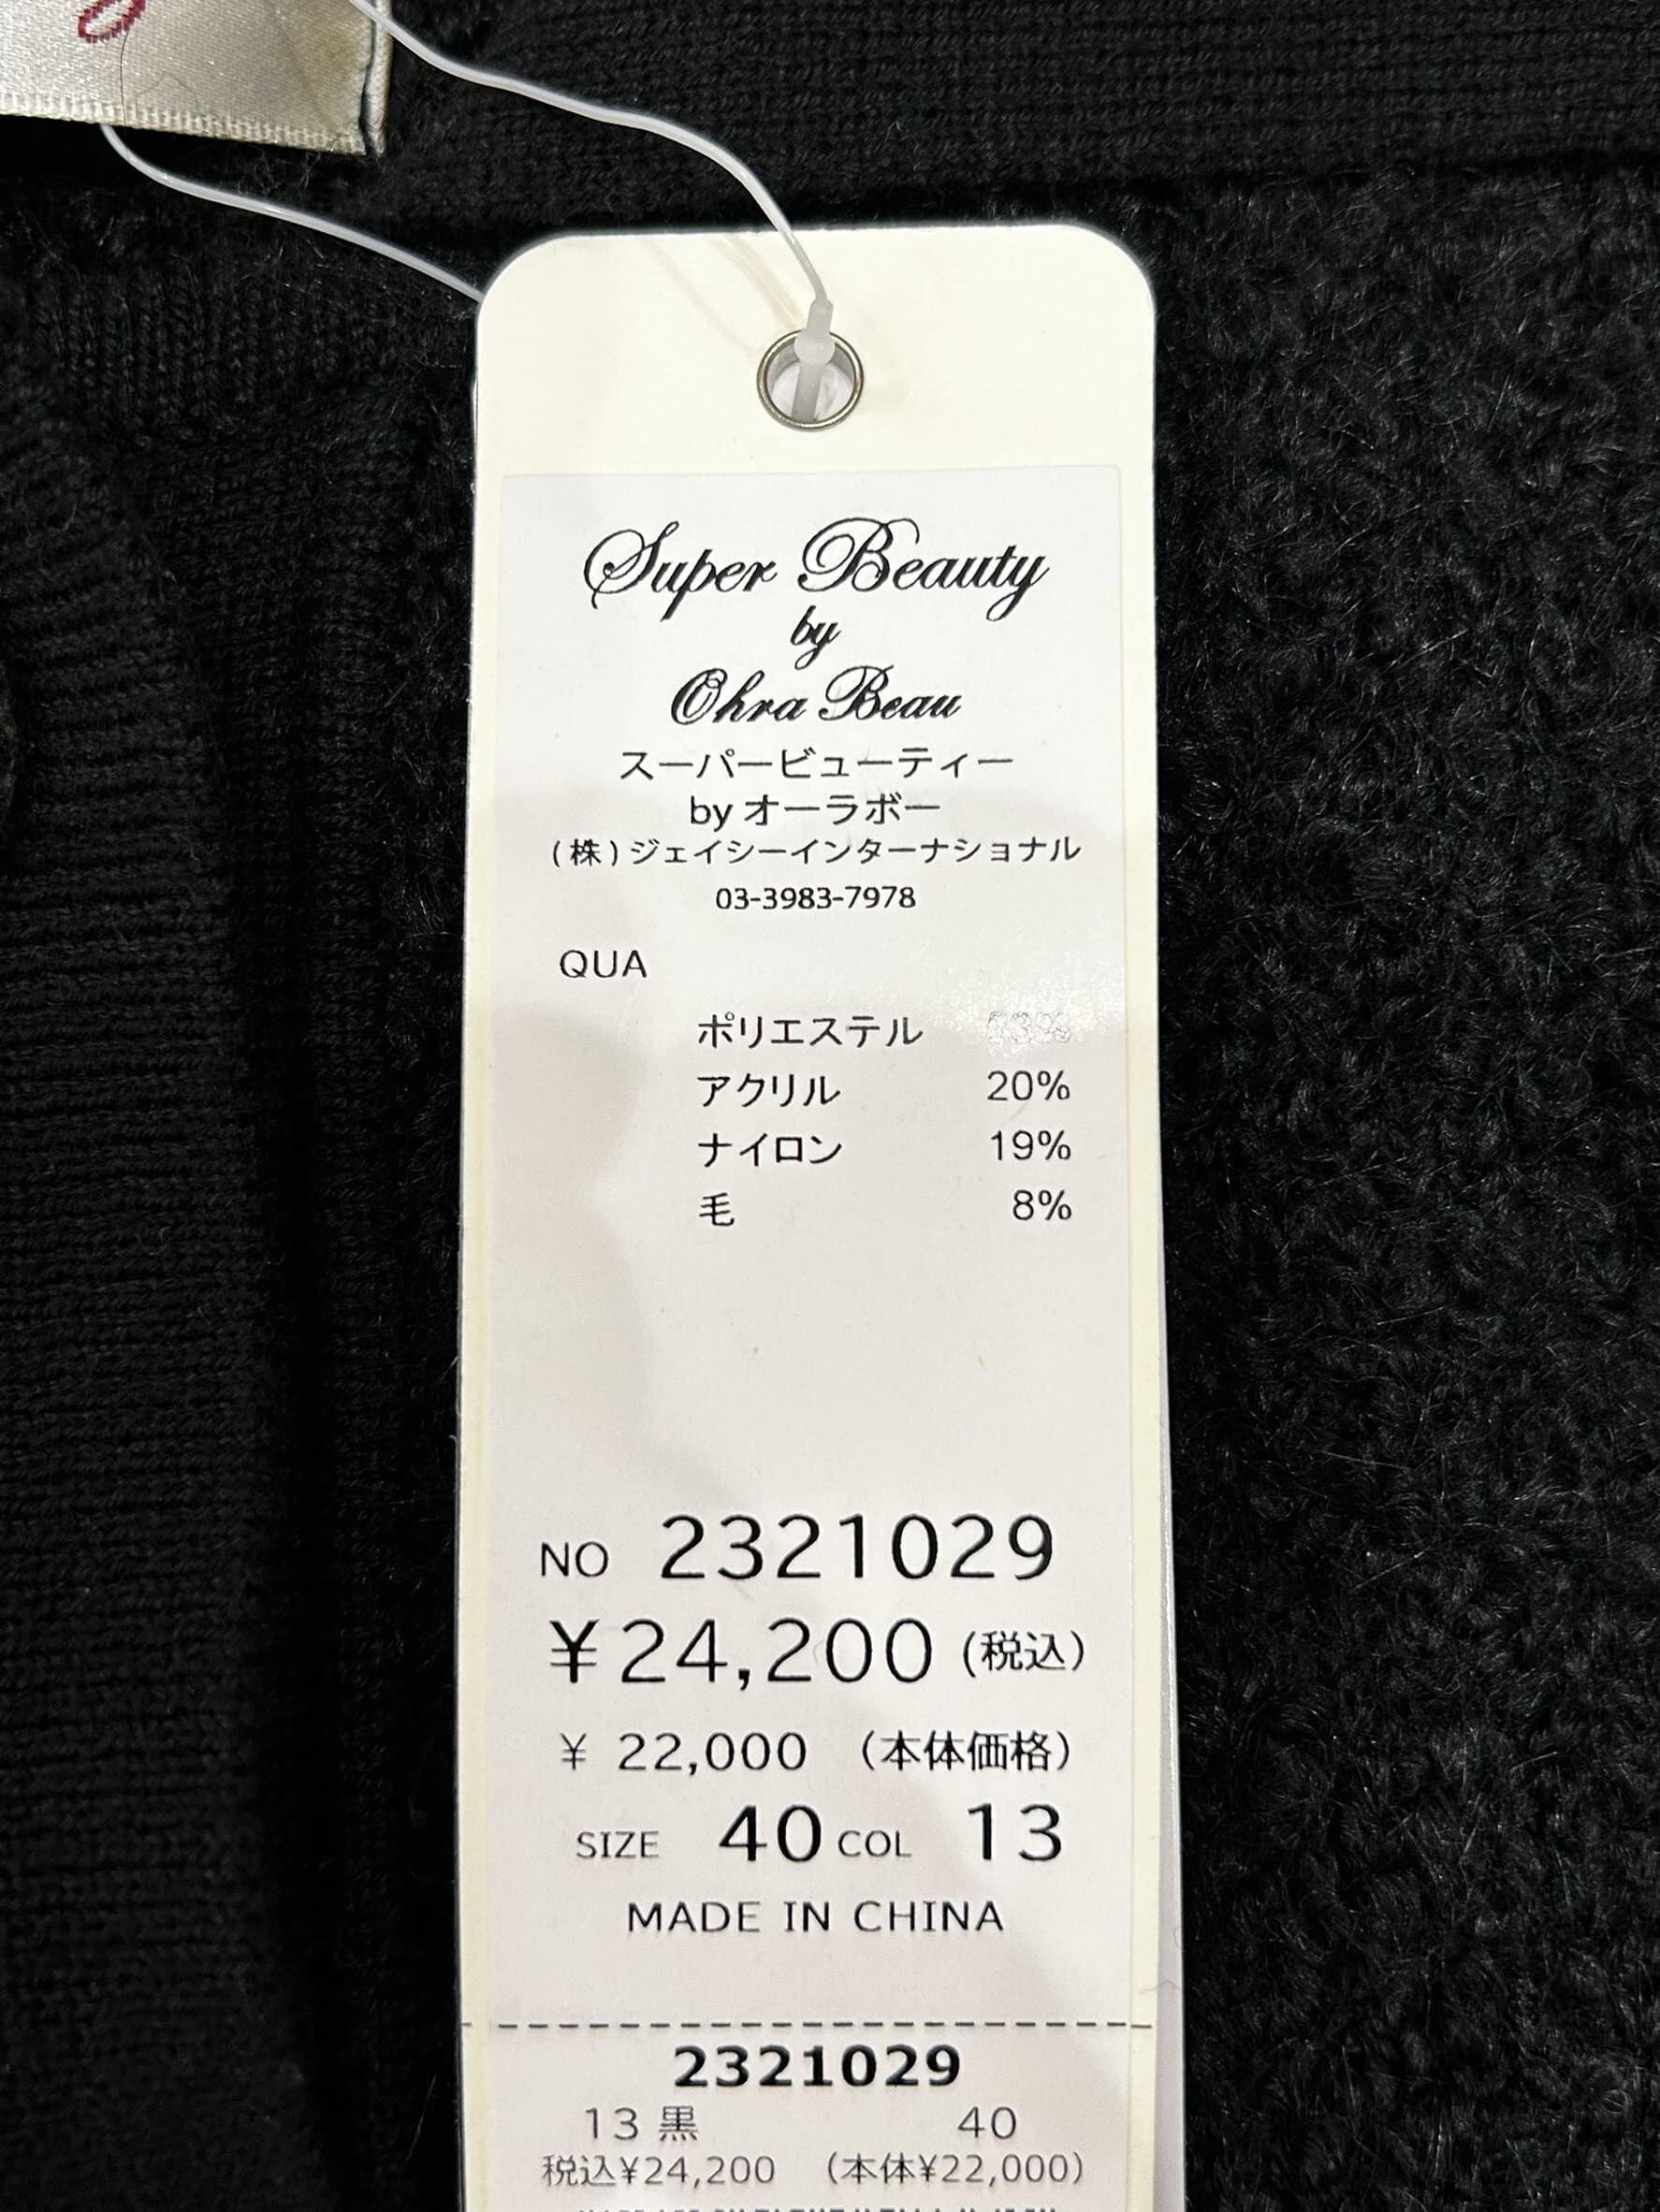 Super Beauty
by
Ohra Beau
スーパービューティー
by オーラボー
(株)ジェイシーインターナショナル
03-3983-7978
QUA
ポリエステル
アクリル 20%
ナイロン 19%
毛 8%
NO 2321029
¥24,200 (税込)
¥ 22,000 (本体価格)
SIZE 40 COL 13
MADE IN CHINA
2321029
13 黒 40
税込¥24,200 (本体¥22,000)